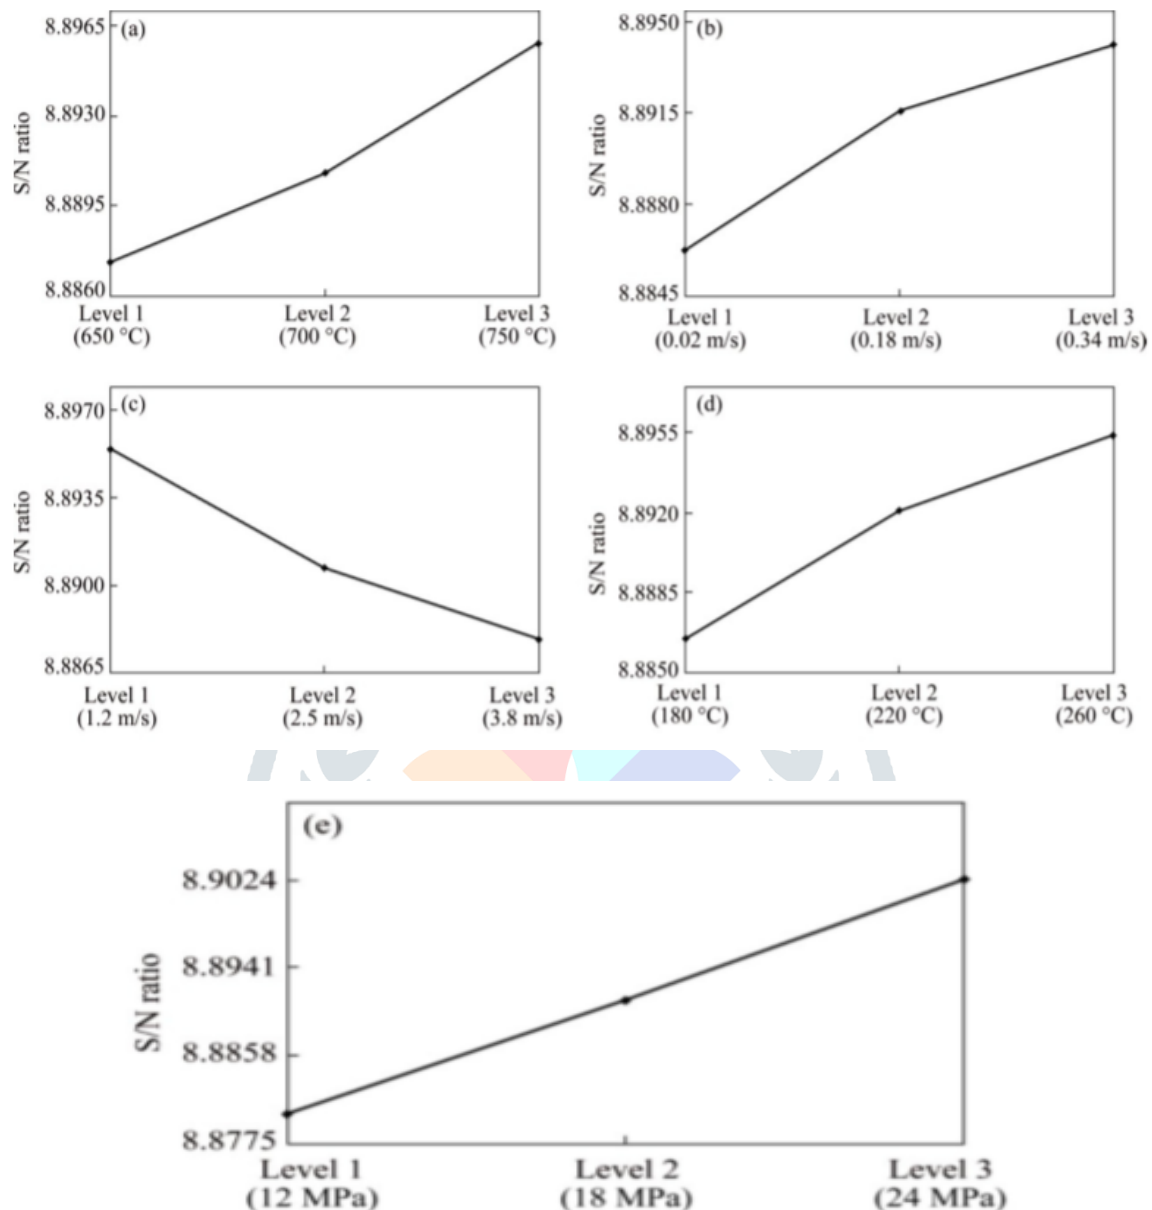 (a)
8.8965
8.8930
8.8895
8.8860
S/N ratio
Level 1 Level 2 Level 3
(650 °C) (700 °C) (750 °C)
(b)
8.8950
8.8915
8.8880
8.8845
S/N ratio
Level 1 Level 2 Level 3
(0.02 m/s) (0.18 m/s) (0.34 m/s)
(c)
8.8970
8.8935
8.8900
8.8865
S/N ratio
Level 1 Level 2 Level 3
(1.2 m/s) (2.5 m/s) (3.8 m/s)
(d)
8.8955
8.8920
8.8885
8.8850
S/N ratio
Level 1 Level 2 Level 3
(180 °C) (220 °C) (260 °C)
(e)
8.9024
8.8941
8.8858
8.8775
S/N ratio
Level 1 Level 2 Level 3
(12 MPa) (18 MPa) (24 MPa)